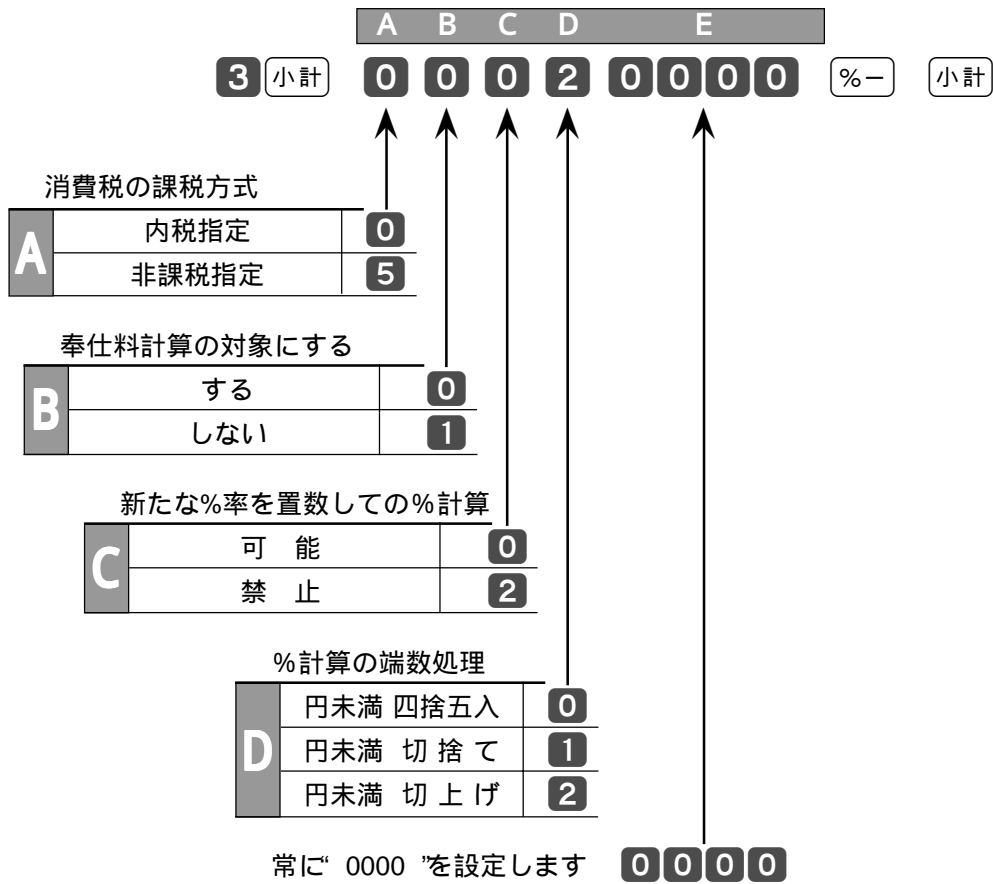 A B C D E
3 小計 0 0 0 2 0 0 0 0 %− 小計
消費税の課税方式
A 内税指定 0
非課税指定 5
奉仕料計算の対象にする
B する 0
しない 1
新たな%率を置数しての%計算
C 可 能 0
禁 止 2
%計算の端数処理
D 円未満 四捨五入 0
円未満 切 捨 て 1
円未満 切 上 げ 2
常に“ 0000 ”を設定します 0 0 0 0